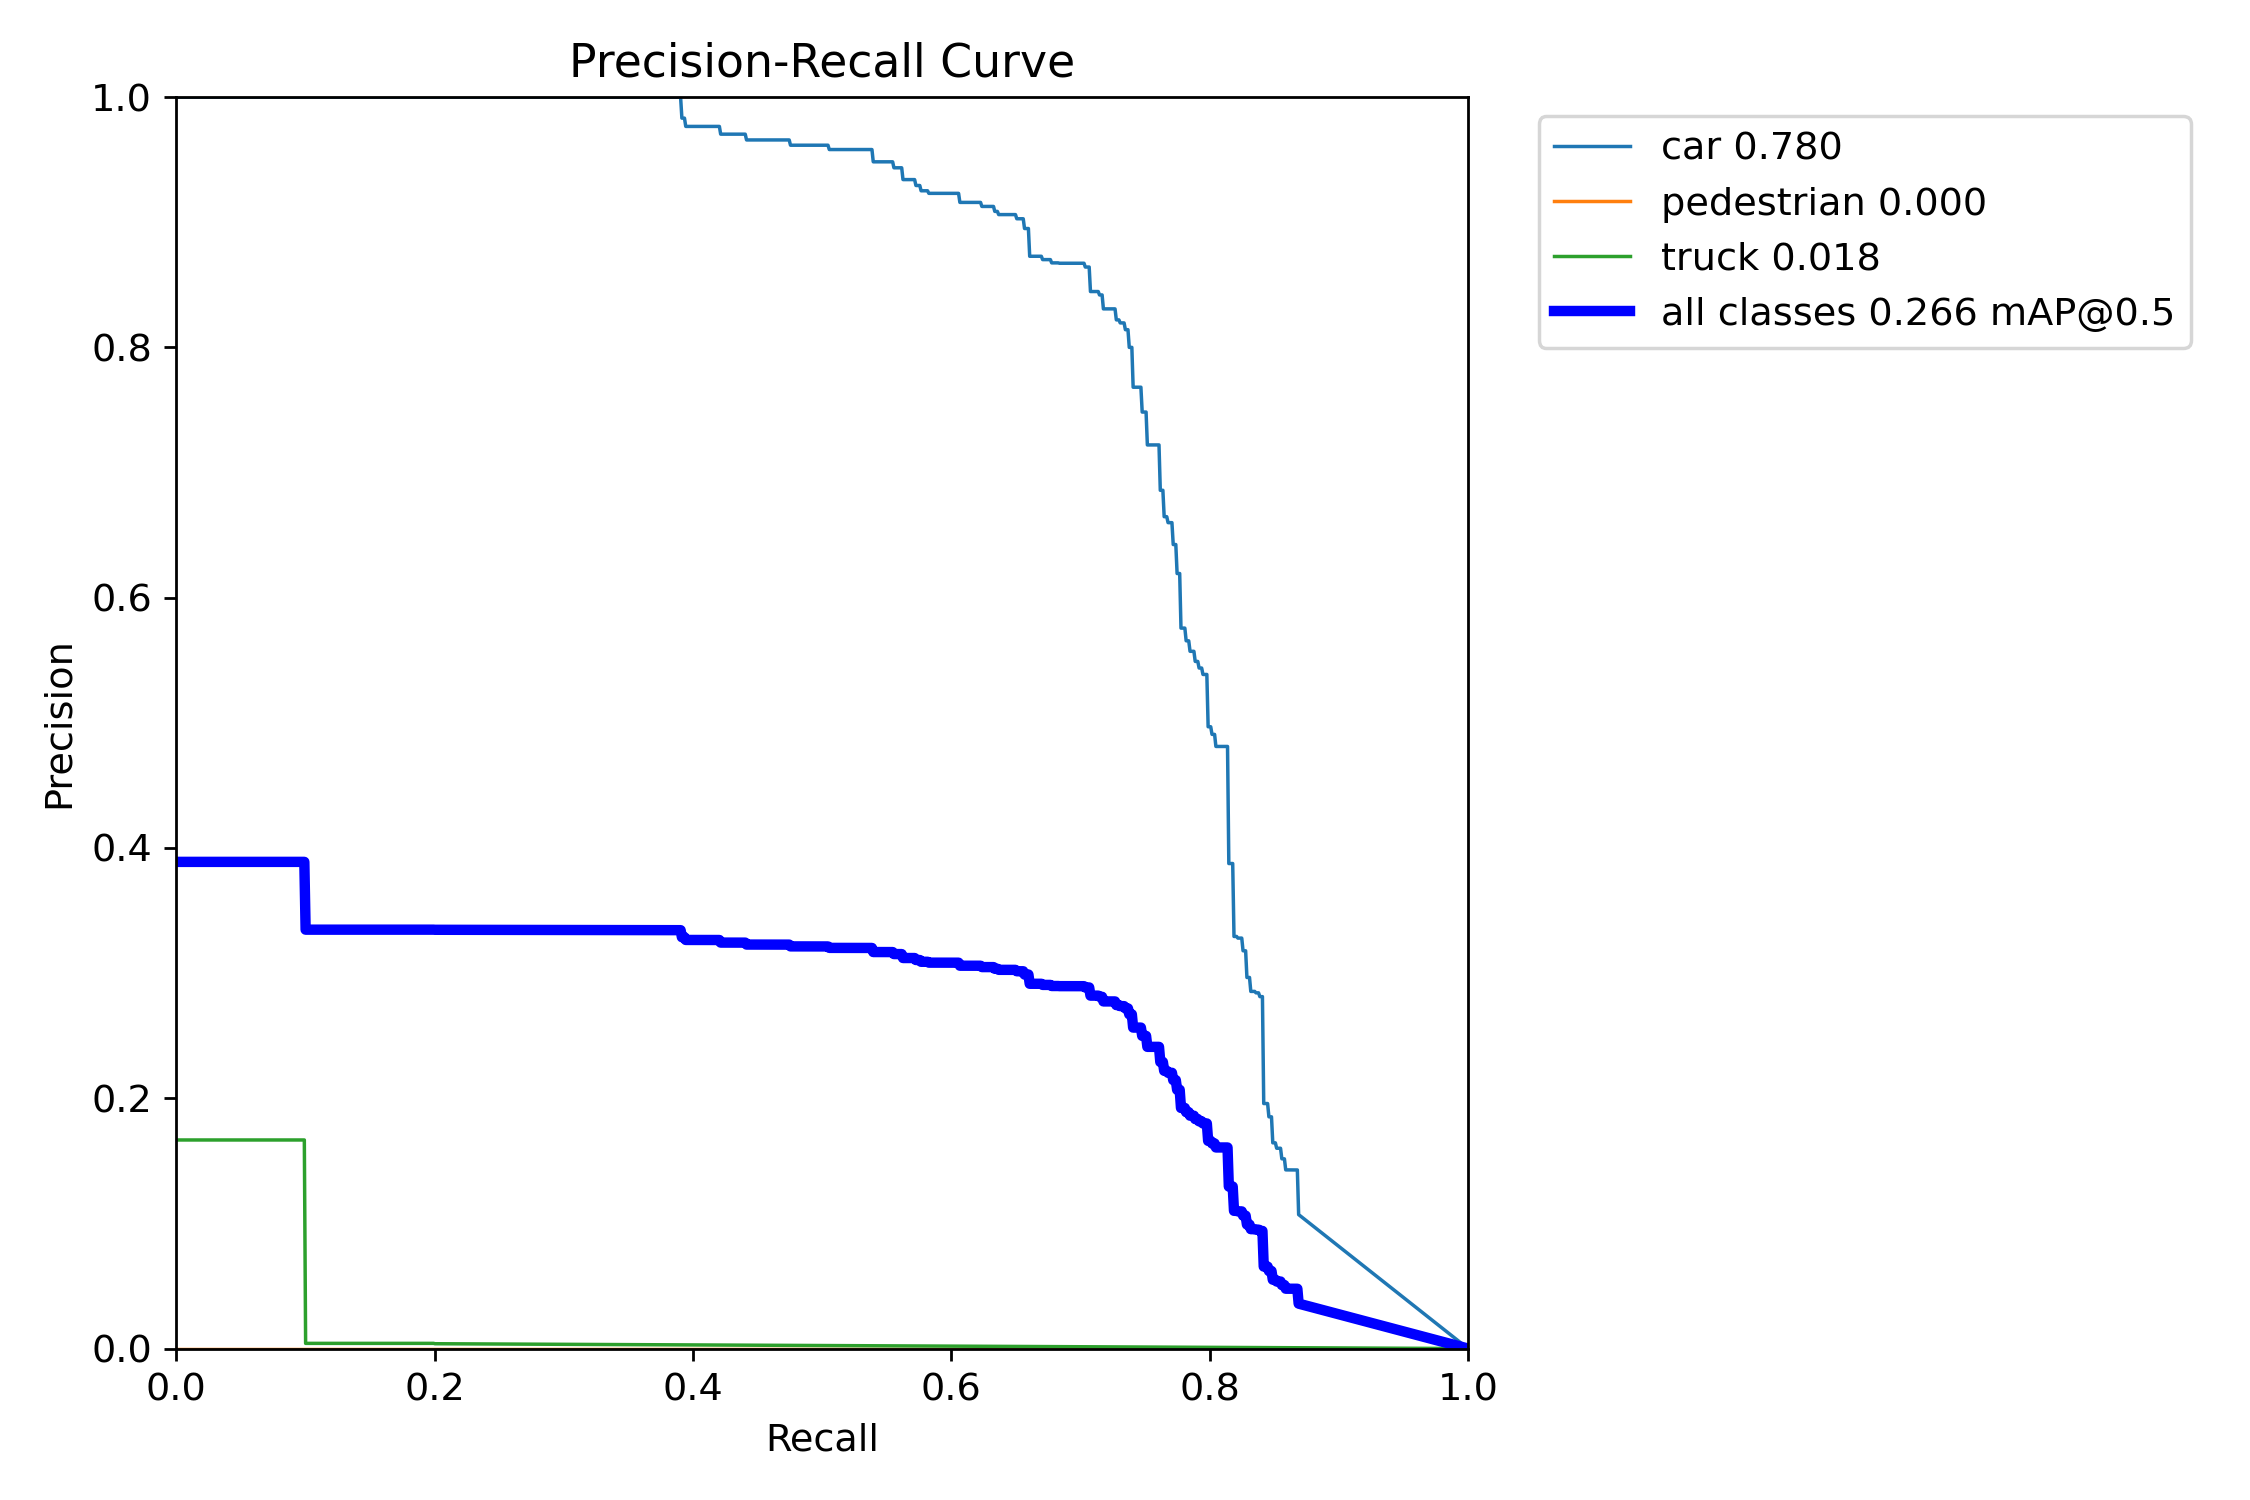 Precision-Recall Curve
1.0
0.8
0.6
0.4
0.2
0.0
Precision
0.0 0.2 0.4 0.6 0.8 1.0
Recall
car 0.780
pedestrian 0.000
truck 0.018
all classes 0.266 mAP@0.5